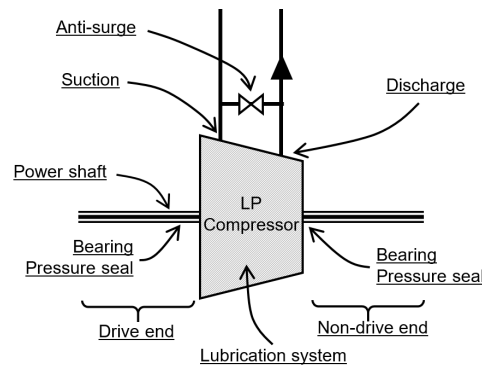 Anti-surge
Suction
Discharge
Power shaft
LP
Compressor
Bearing
Pressure seal
Bearing
Pressure seal
Drive end
Non-drive end
Lubrication system